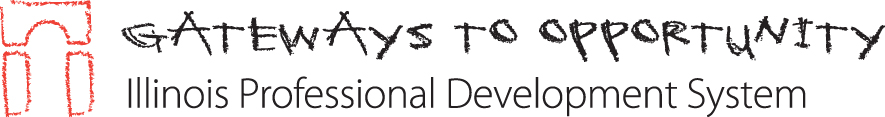 GATEWAYS TO OPPORTUNITY
Illinois Professional Development System